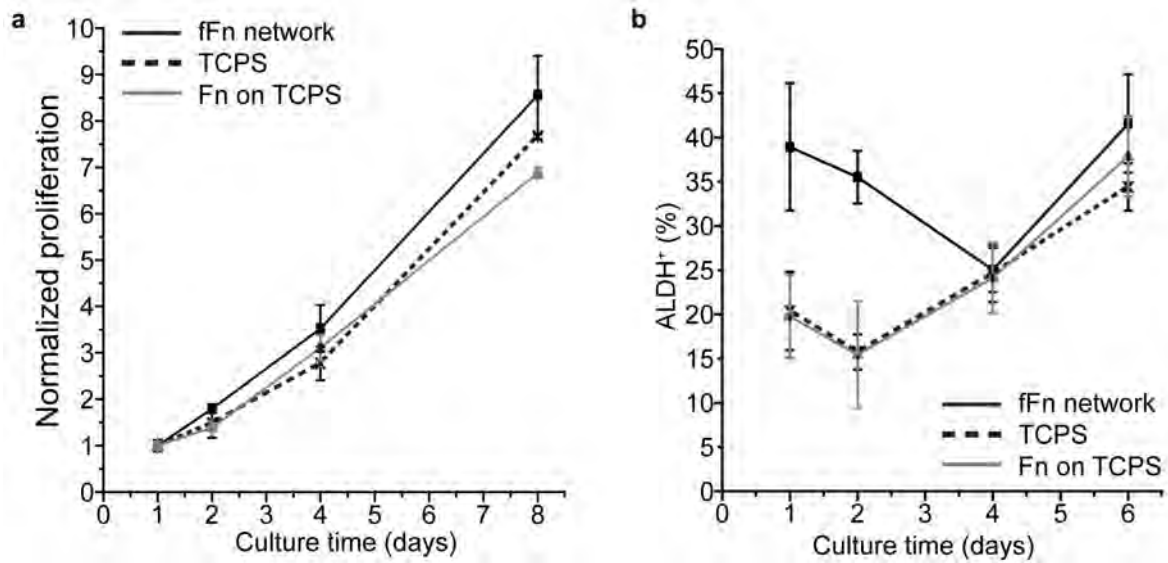 a
10
9
8
7
6
5
4
3
2
1
0
Normalized proliferation
fFn network
TCPS
Fn on TCPS
0 1 2 3 4 5 6 7 8
Culture time (days)
b
50
45
40
35
30
25
20
15
10
5
0
ALDH⁺ (%)
fFn network
TCPS
Fn on TCPS
0 1 2 3 4 5 6
Culture time (days)